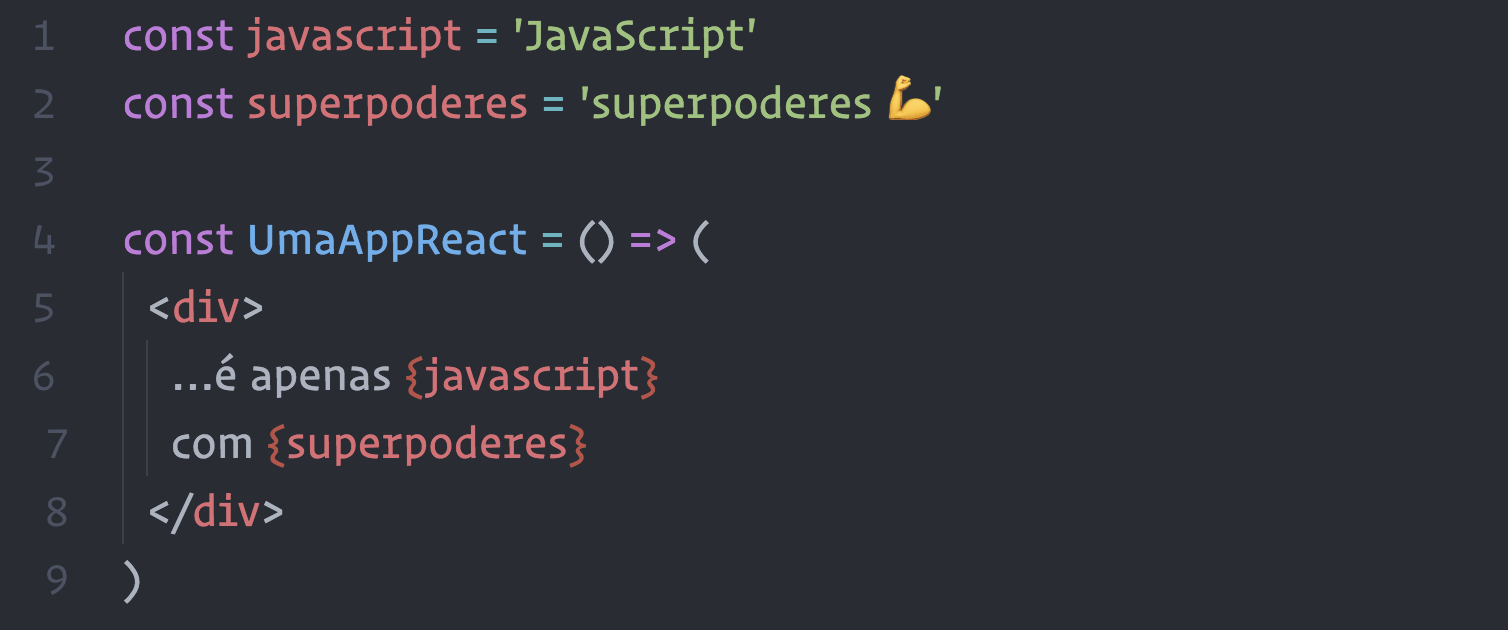 1 const javascript = 'JavaScript'
2 const superpoderes = 'superpoderes 💪'
3
4 const UmaAppReact = () => (
5 <div>
6 ...é apenas {javascript}
7 com {superpoderes}
8 </div>
9 )